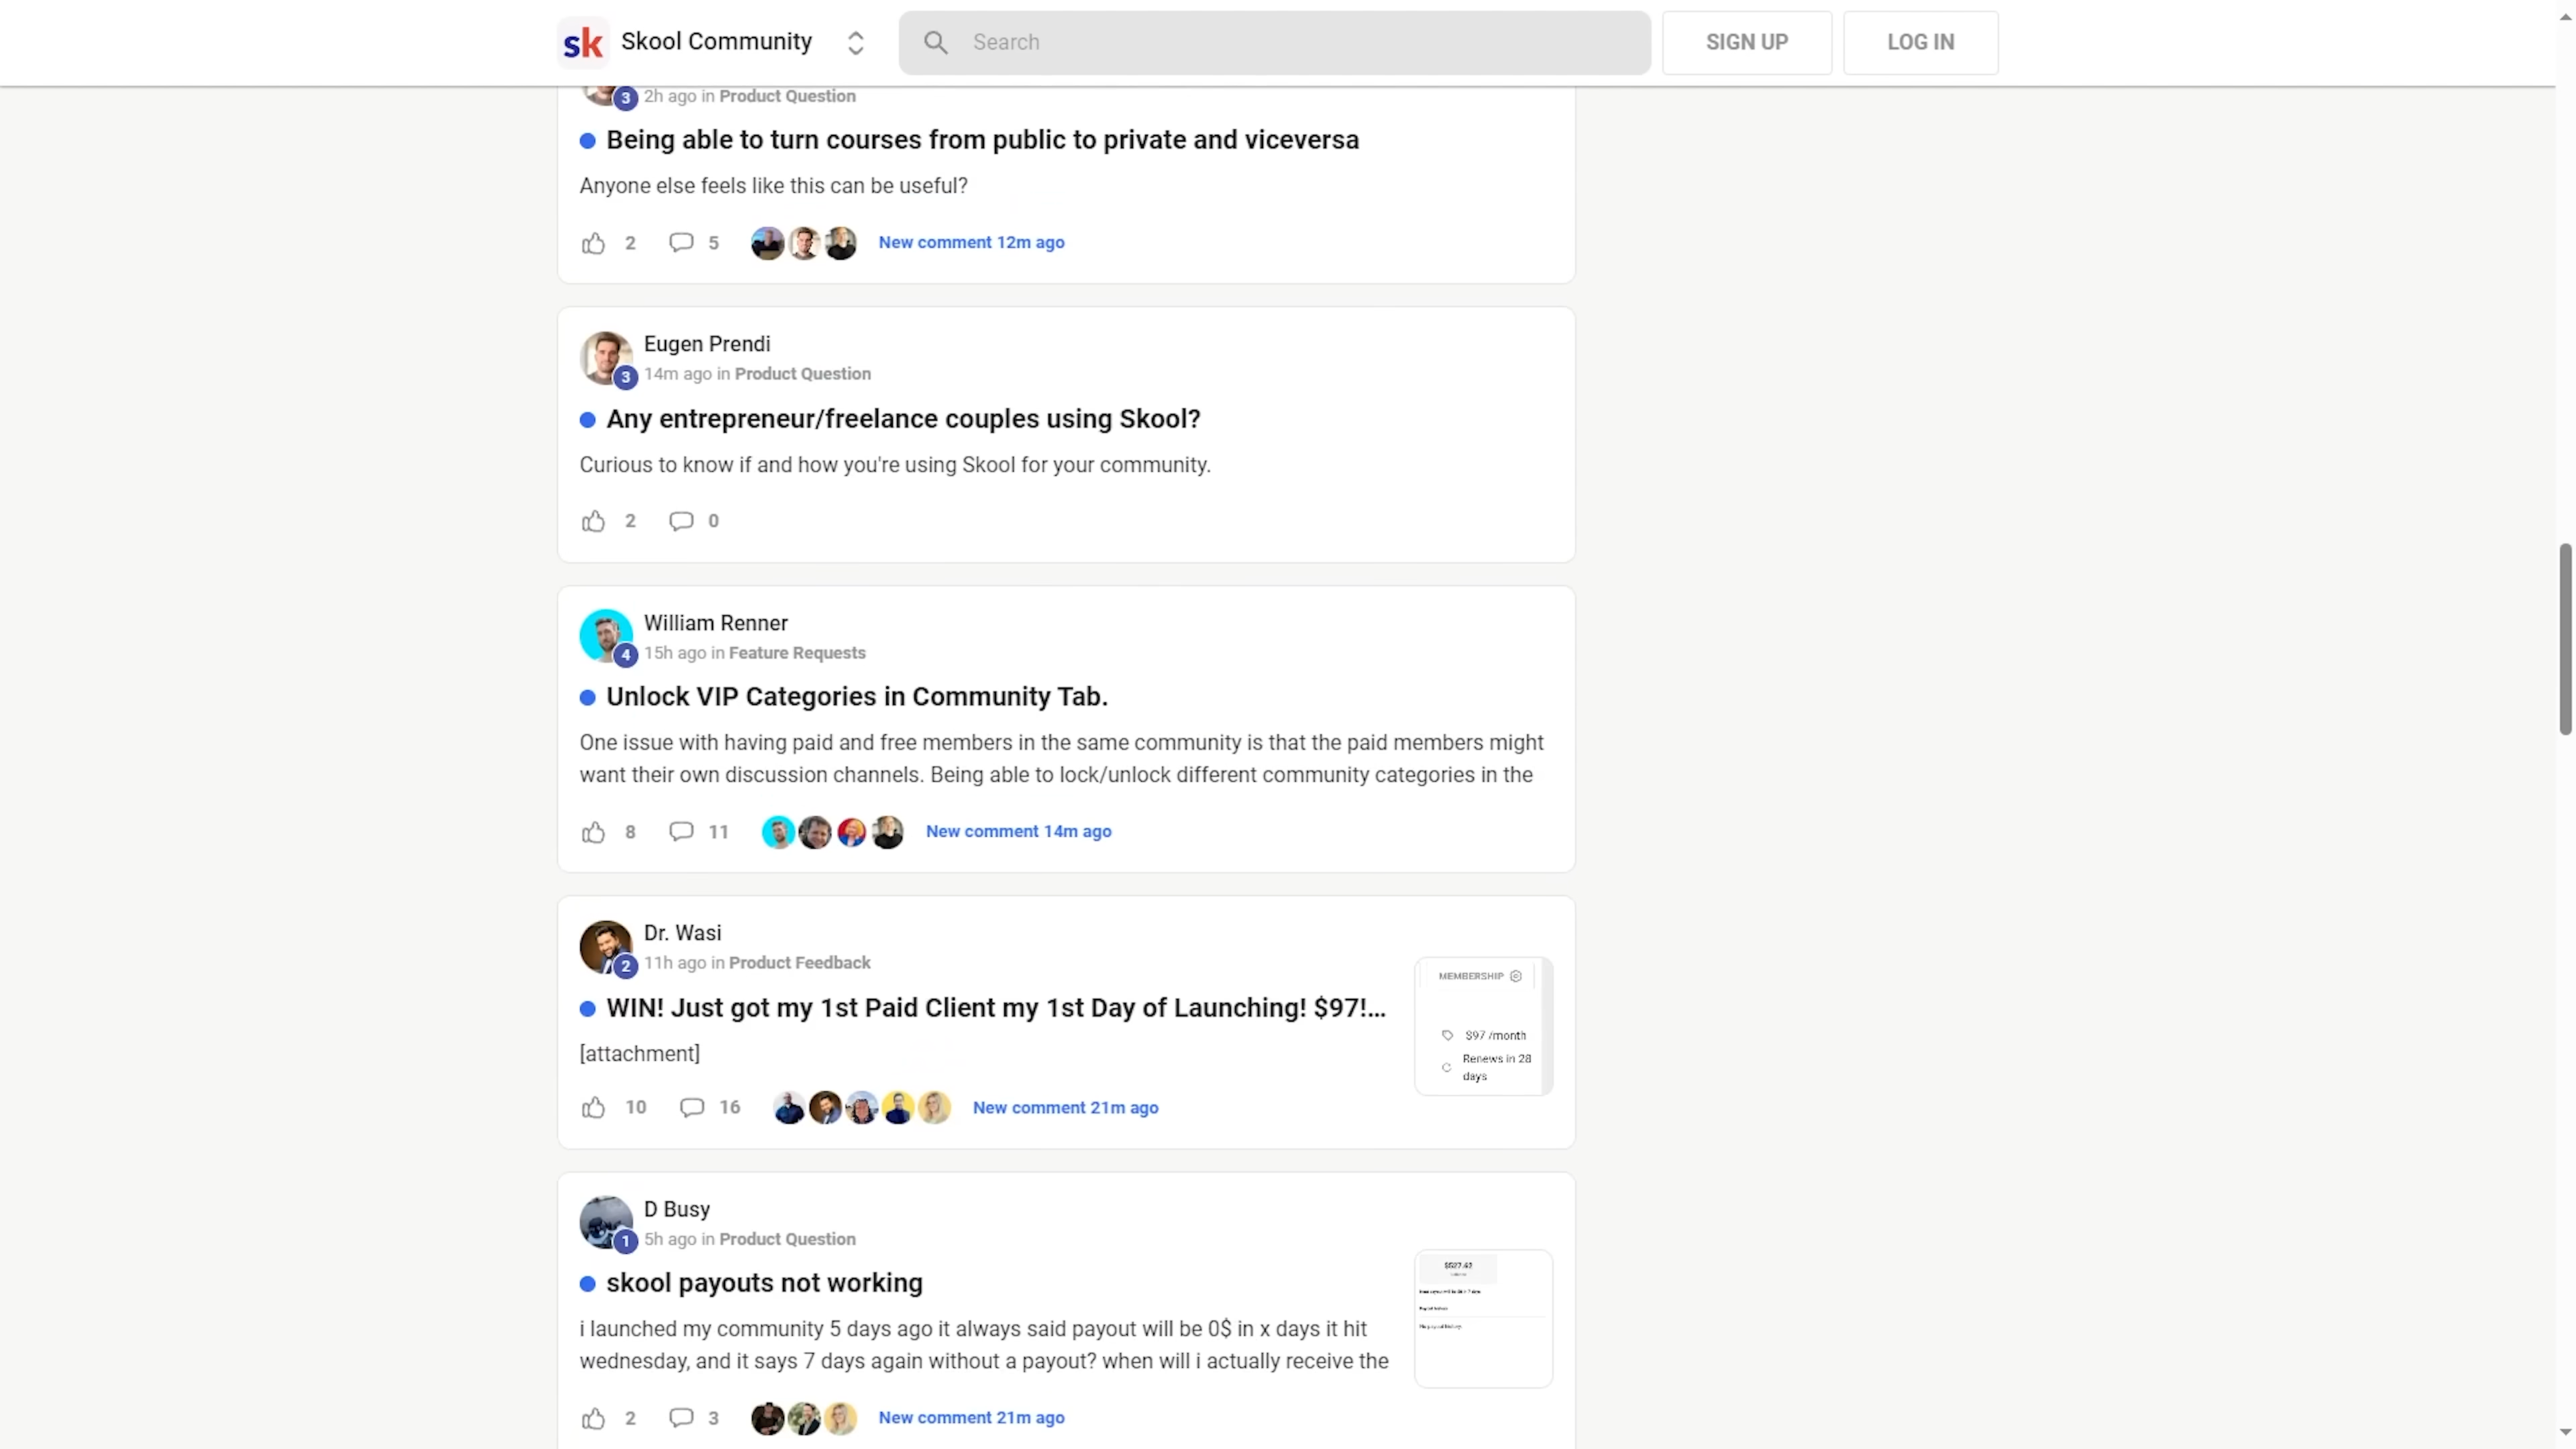 sk Skool Community
Search
SIGN UP
LOG IN
3 2h ago in Product Question
Being able to turn courses from public to private and viceversa
Anyone else feels like this can be useful?
2 5 New comment 12m ago
Eugen Prendi
3 14m ago in Product Question
Any entrepreneur/freelance couples using Skool?
Curious to know if and how you're using Skool for your community.
2 0
William Renner
4 15h ago in Feature Requests
Unlock VIP Categories in Community Tab.
One issue with having paid and free members in the same community is that the paid members might
want their own discussion channels. Being able to lock/unlock different community categories in the
8 11 New comment 14m ago
Dr. Wasi
2 11h ago in Product Feedback
WIN! Just got my 1st Paid Client my 1st Day of Launching! $97!...
[attachment]
10 16 New comment 21m ago
MEMBERSHIP
$97 /month
Renews in 28
days
D Busy
1 5h ago in Product Question
skool payouts not working
i launched my community 5 days ago it always said payout will be 0$ in x days it hit
wednesday, and it says 7 days again without a payout? when will i actually receive the
2 3 New comment 21m ago
$527.62